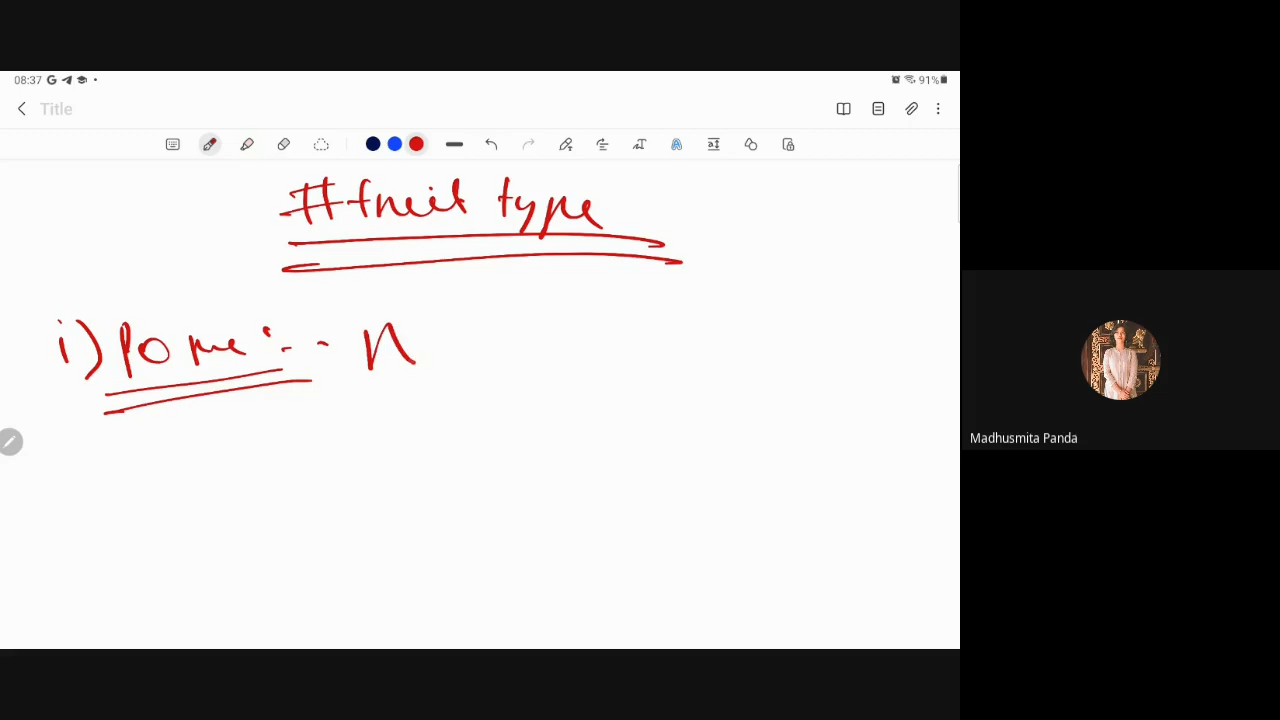 08:37 G
91%
Title
# fruit type
i) Pome :- - A
Madhusmita Panda